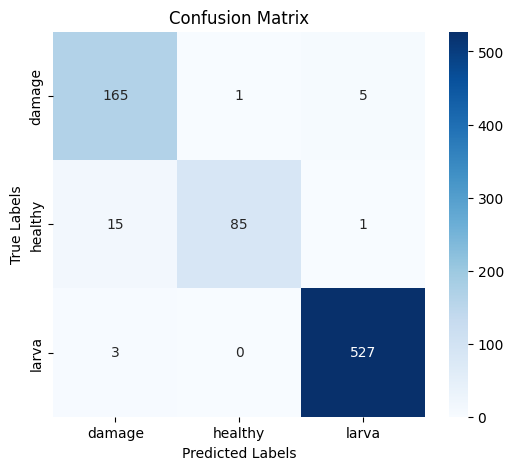 Confusion Matrix
True Labels
damage
165 1 5
healthy
15 85 1
larva
3 0 527
damage healthy larva
Predicted Labels
500
400
300
200
100
0